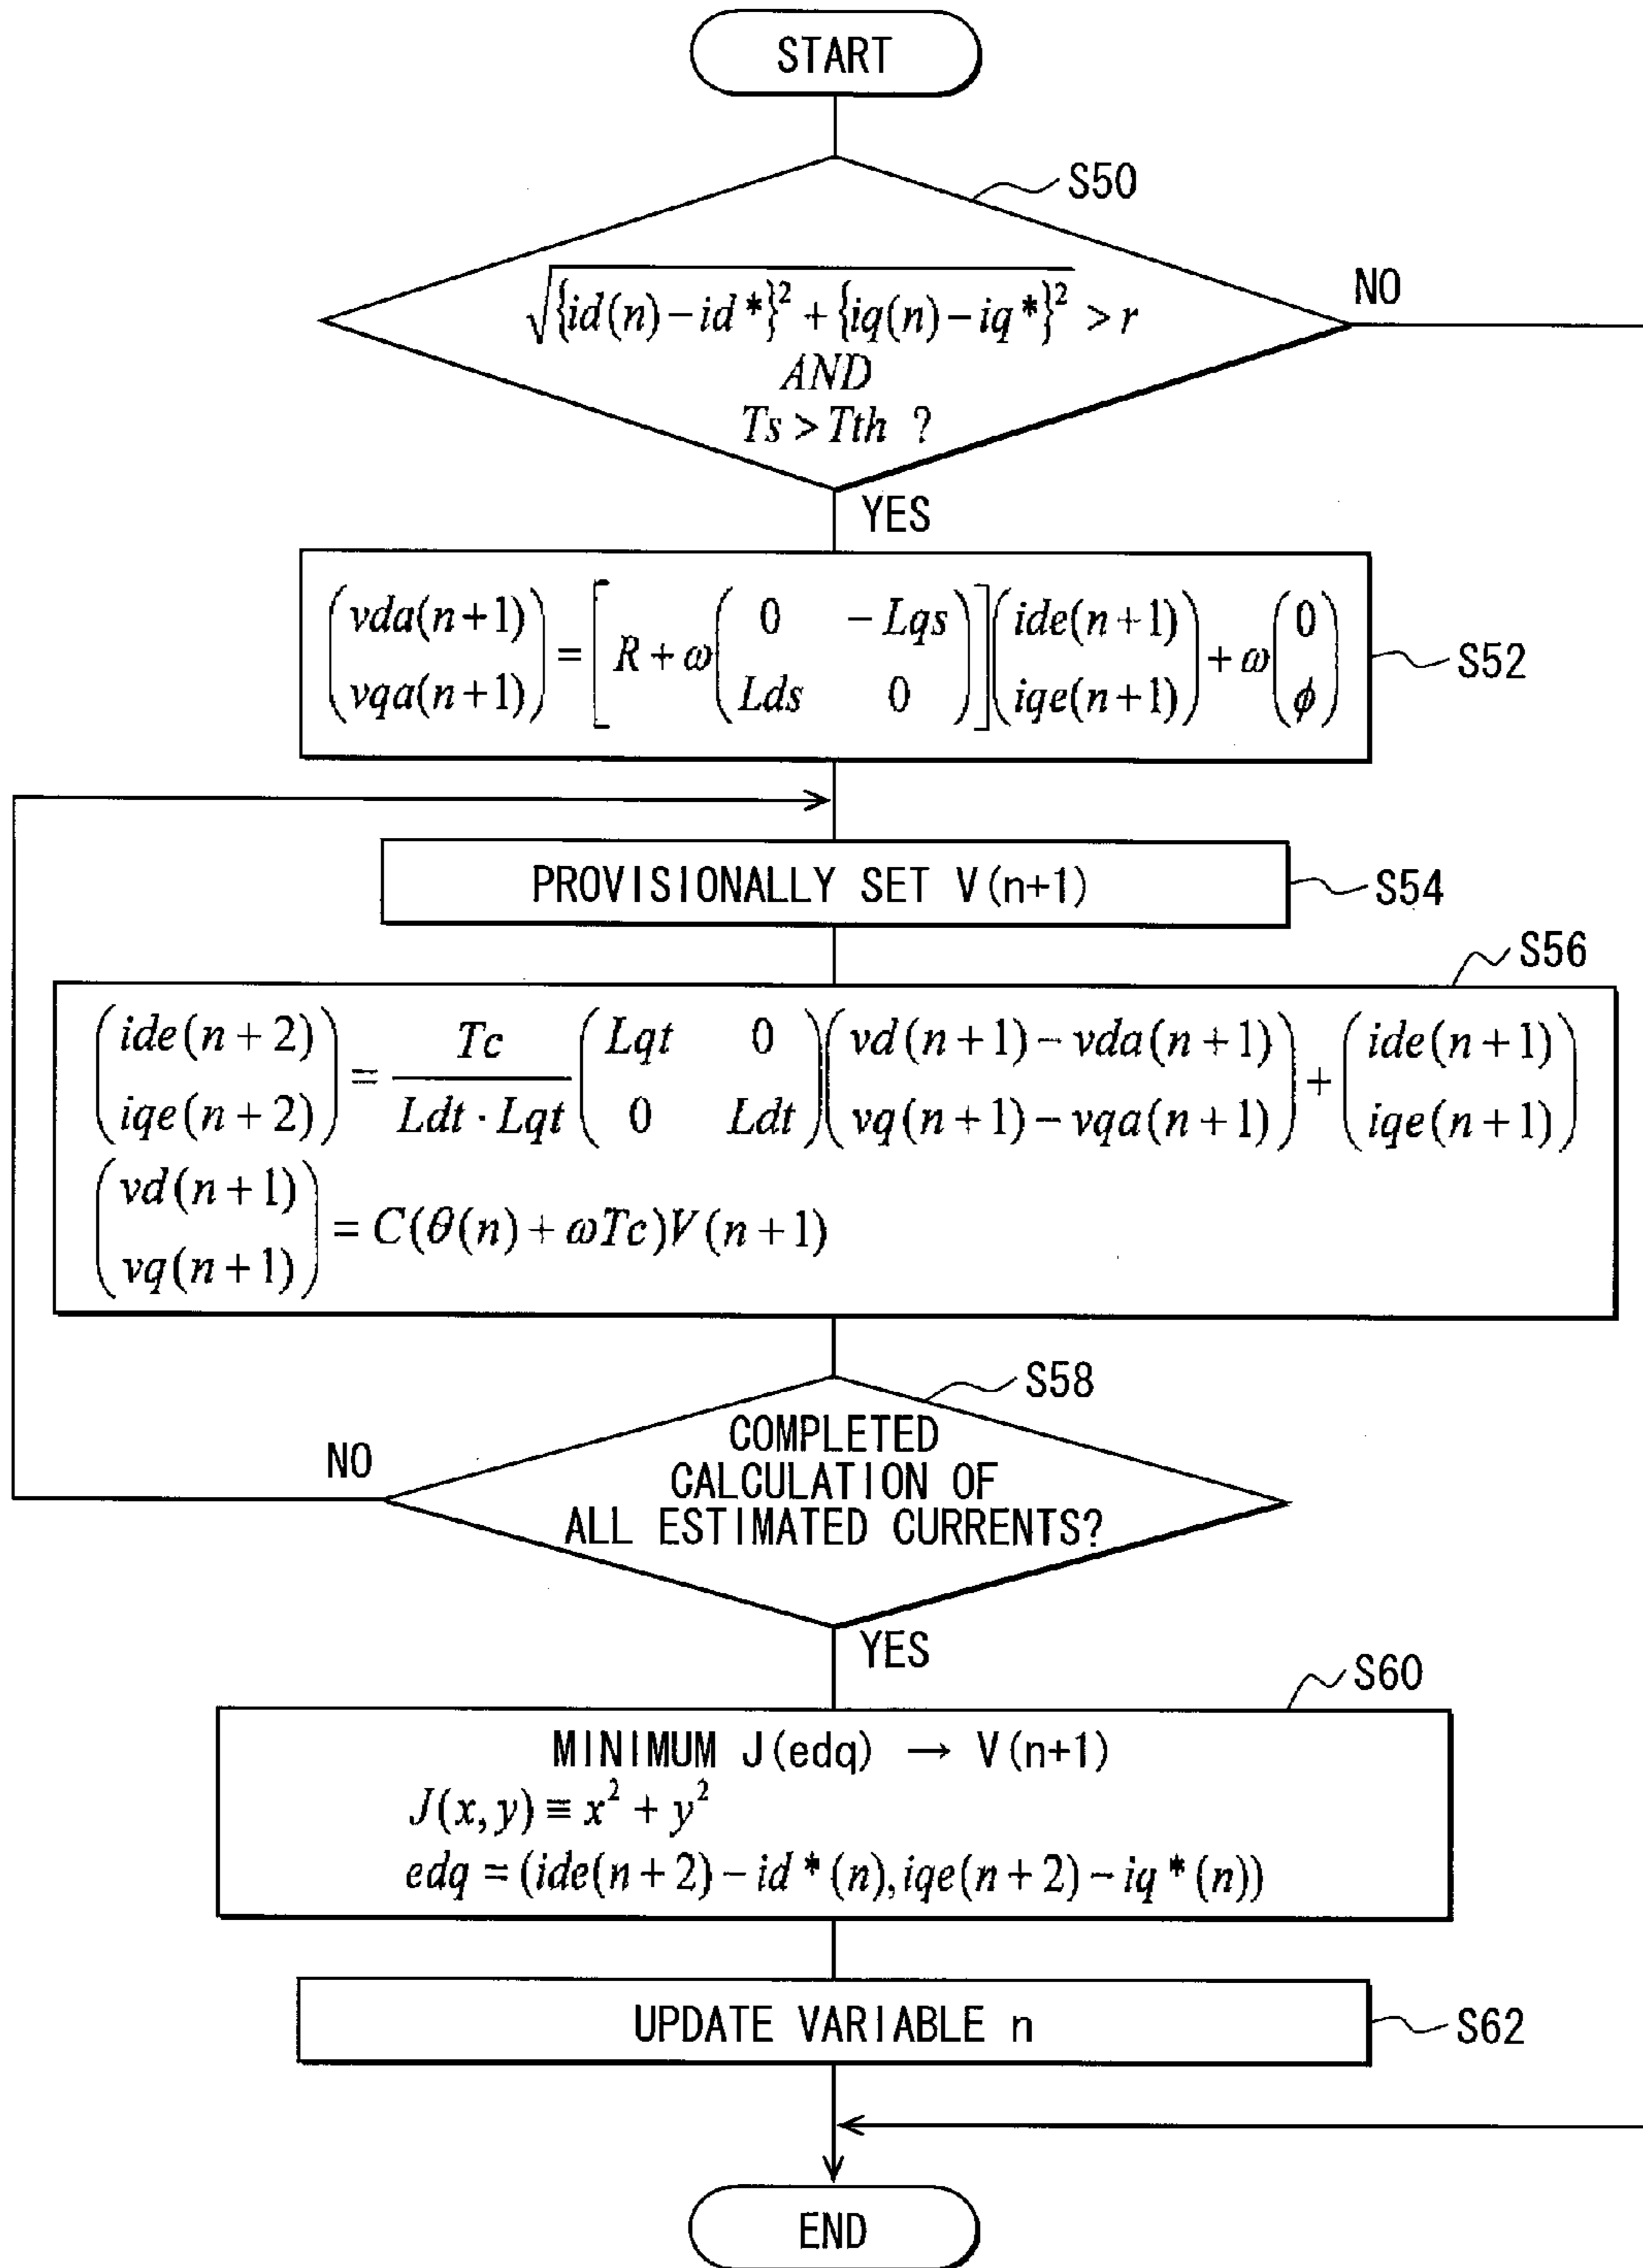 START
S50
√{id(n)−id*}² + {iq(n)−iq*}² > r
NO
AND
Ts > Tth ?
YES
(vda(n+1) vqa(n+1)) = [R + ω(0 −Lqs Lds 0)](ide(n+1) iqe(n+1)) + ω(0 φ)
S52
PROVISIONALLY SET V(n+1)
S54
S56
(ide(n+2) iqe(n+2)) = Tc / Ldt · Lqt (Lqt 0 0 Ldt)(vd(n+1)−vda(n+1) vq(n+1)−vqa(n+1)) + (ide(n+1) iqe(n+1))
(vd(n+1) vq(n+1)) = C(θ(n)+ωTc)V(n+1)
S58
COMPLETED
NO
CALCULATION OF
ALL ESTIMATED CURRENTS?
YES
S60
MINIMUM J(edq) → V(n+1)
J(x,y) ≡ x² + y²
edq = (ide(n+2)−id*(n),iqe(n+2)−iq*(n))
UPDATE VARIABLE n
S62
END